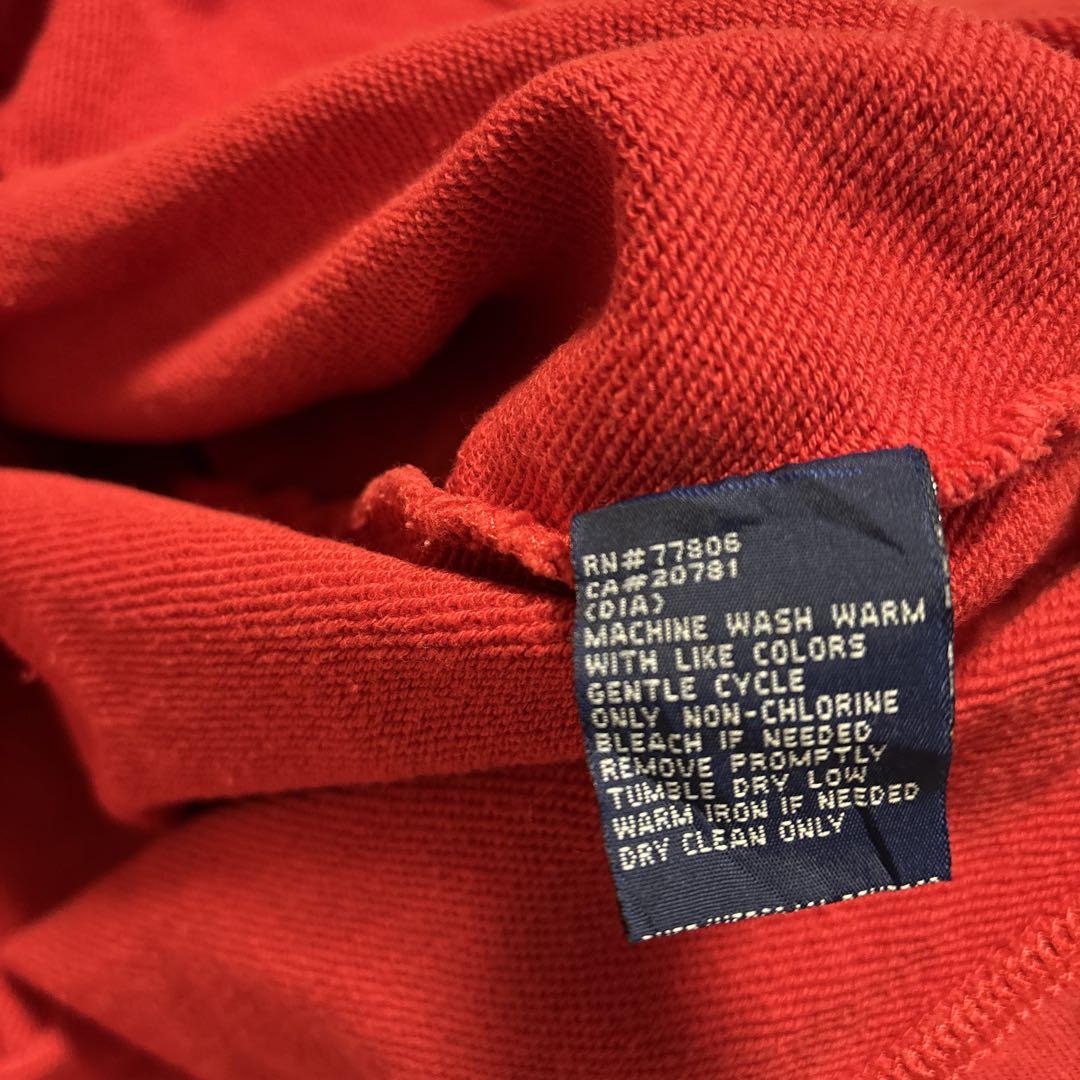 RN#77806
CA#20781
(DIA)
MACHINE WASH WARM
WITH LIKE COLORS
GENTLE CYCLE
ONLY NON-CHLORINE
BLEACH IF NEEDED
REMOVE PROMPTLY
TUMBLE DRY LOW
WARM IRON IF NEEDED
DRY CLEAN ONLY